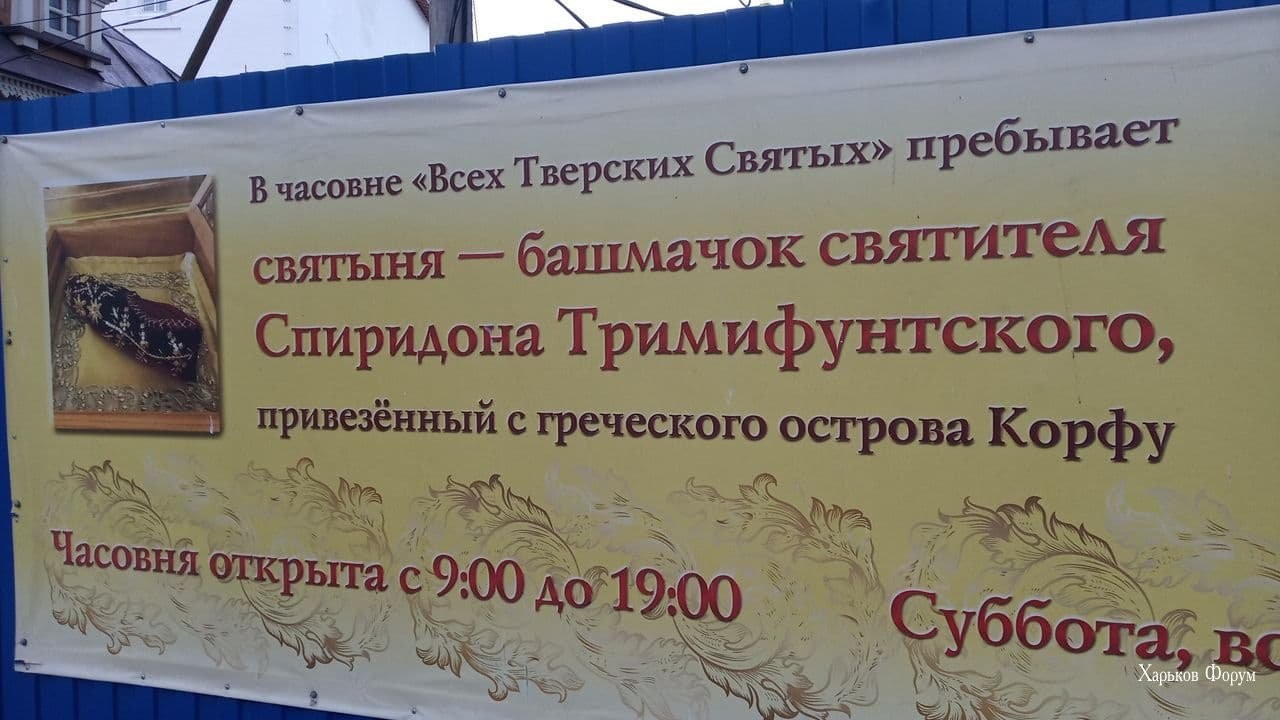 В часовне «Всех Тверских Святых» пребывает
святыня — башмачок святителя
Спиридона Тримифунтского,
привезённый с греческого острова Корфу
Часовня открыта с 9:00 до 19:00
Суббота,
Харьков Форум